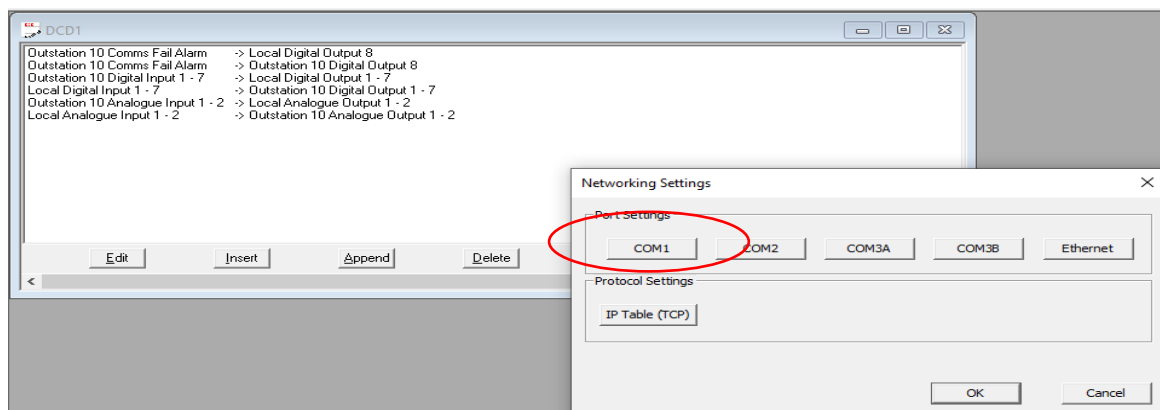 DCD1
Outstation 10 Comms Fail Alarm -> Local Digital Output 8
Outstation 10 Comms Fail Alarm -> Outstation 10 Digital Output 8
Outstation 10 Digital Input 1 - 7 -> Local Digital Output 1 - 7
Local Digital Input 1 - 7 -> Outstation 10 Digital Output 1 - 7
Outstation 10 Analogue Input 1 - 2 -> Local Analogue Output 1 - 2
Local Analogue Input 1 - 2 -> Outstation 10 Analogue Output 1 - 2
Edit Insert Append Delete
Networking Settings
Port Settings
COM1 COM2 COM3A COM3B Ethernet
Protocol Settings
IP Table (TCP)
OK Cancel